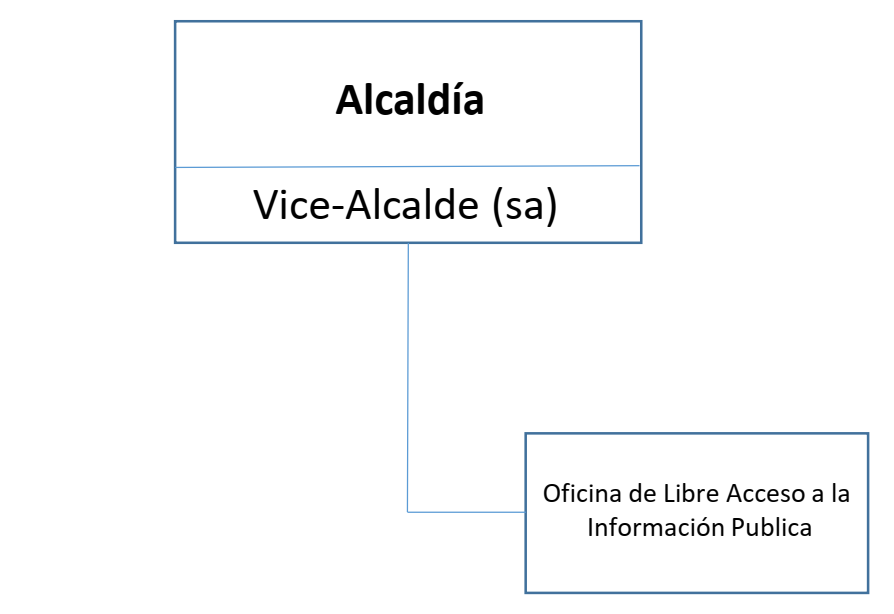 Alcaldía
Vice-Alcalde (sa)
Oficina de Libre Acceso a la
Información Publica